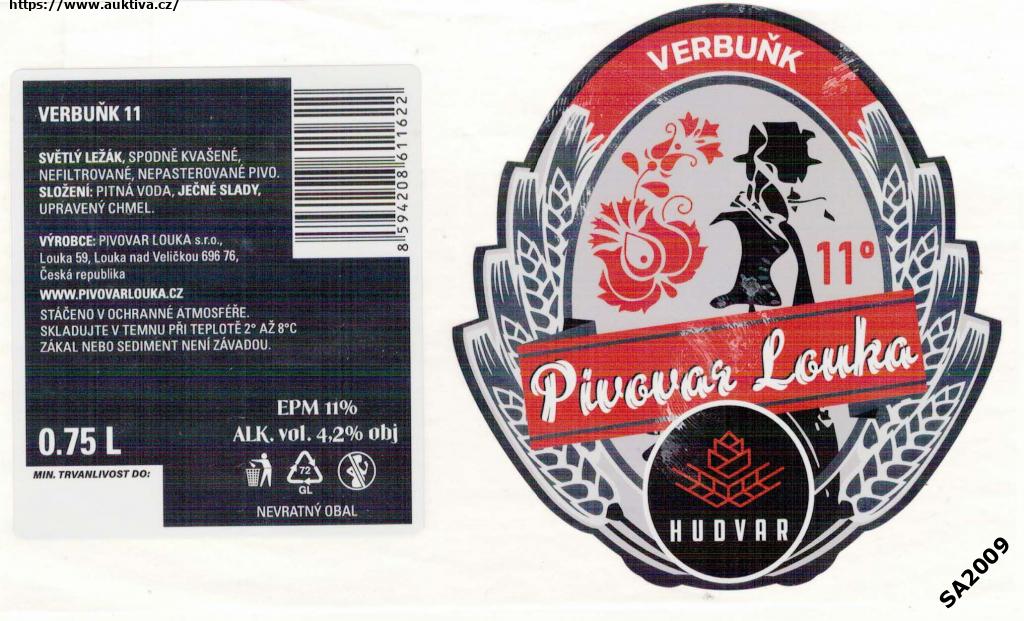 https://www.auktiva.cz/
VERBUŇK 11
SVĚTLÝ LEŽÁK, SPODNĚ KVAŠENÉ,
NEFILTROVANÉ, NEPASTEROVANÉ PIVO.
SLOŽENÍ: PITNÁ VODA, JEČNÉ SLADY,
UPRAVENÝ CHMEL.
VÝROBCE: PIVOVAR LOUKA s.r.o.,
Louka 59, Louka nad Veličkou 696 76,
Česká republika
WWW.PIVOVARLOUKA.CZ
STÁČENO V OCHRANNÉ ATMOSFÉŘE.
SKLADUJTE V TEMNU PŘI TEPLOTĚ 2° AŽ 8°C
ZÁKAL NEBO SEDIMENT NENÍ ZÁVADOU.
EPM 11%
ALK. vol. 4,2% obj
0.75 L
MIN. TRVANLIVOST DO:
72
GL
NEVRATNÝ OBAL
8 594208 611622
VERBUŇK
11°
Pivovar Louka
HUDVAR
SA2009